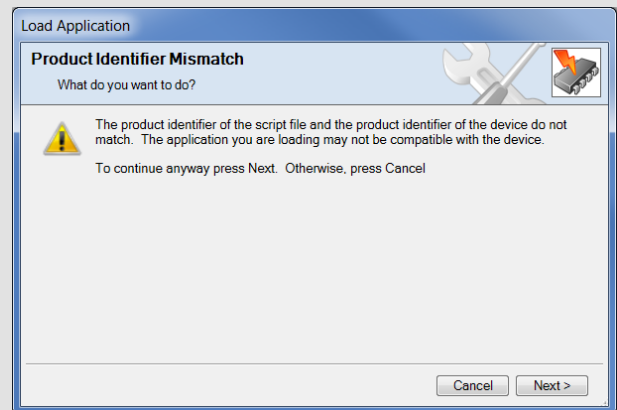 Load Application
Product Identifier Mismatch
What do you want to do?
The product identifier of the script file and the product identifier of the device do not
match.  The application you are loading may not be compatible with the device.
To continue anyway press Next.  Otherwise, press Cancel
Cancel
Next >